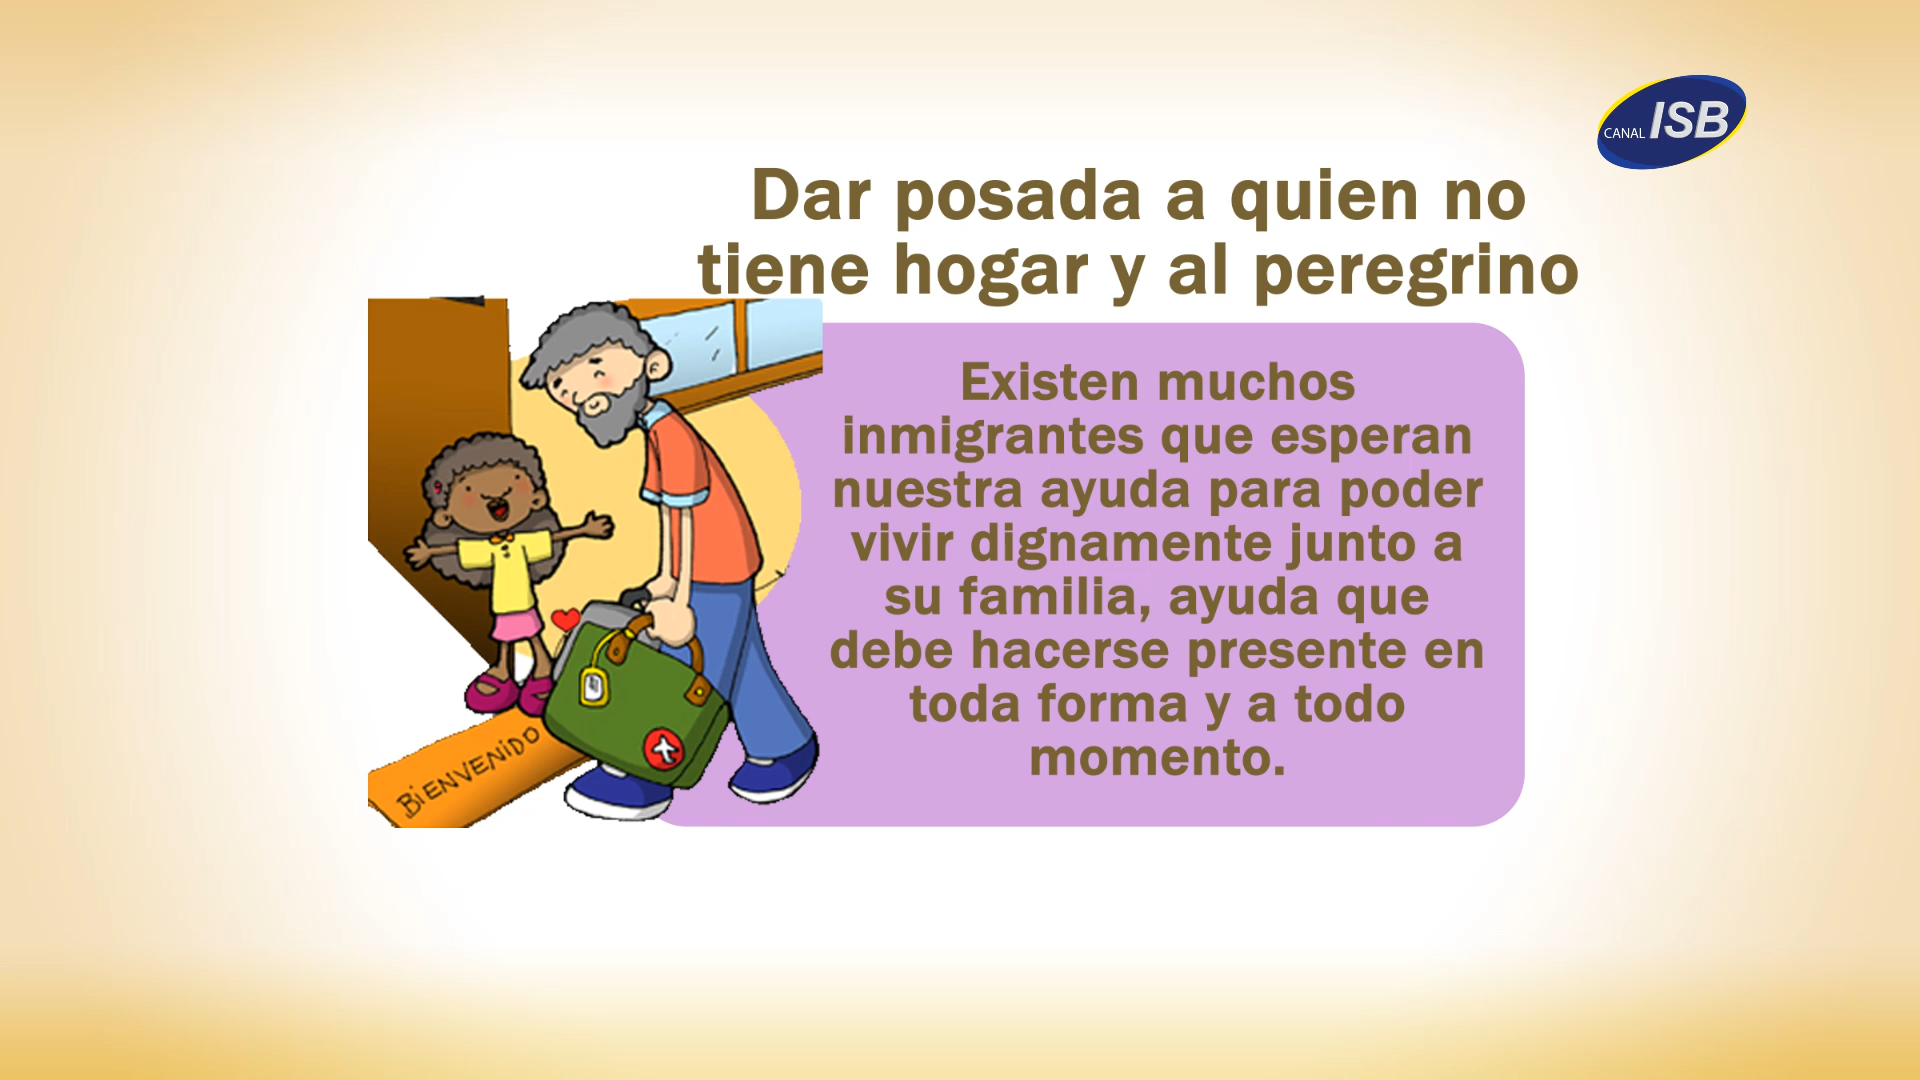 CANAL ISB
Dar posada a quien no
tiene hogar y al peregrino
Existen muchos
inmigrantes que esperan
nuestra ayuda para poder
vivir dignamente junto a
su familia, ayuda que
debe hacerse presente en
toda forma y a todo
momento.
BIENVENIDO